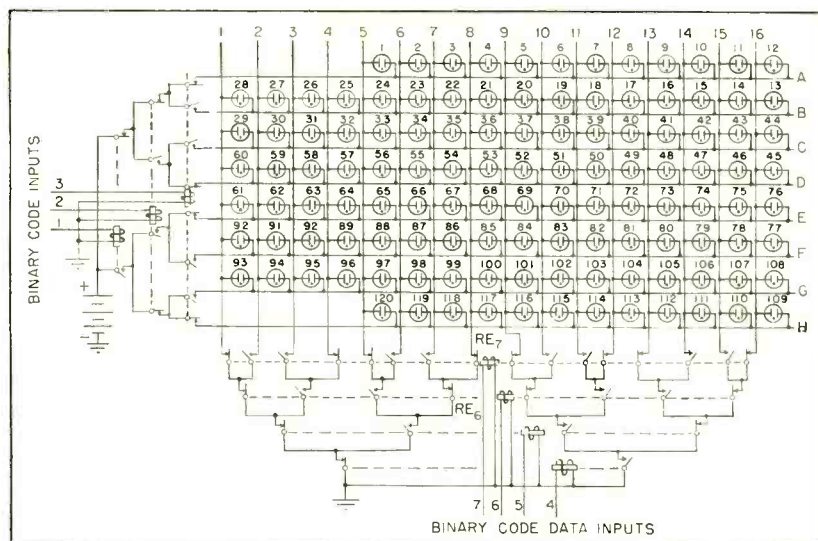 1 2 3 4 5 6 7 8 9 10 11 12 13 14 15 16
1 2 3 4 5 6 7 8 9 10 11 12
A
28 27 26 25 24 23 22 21 20 19 18 17 16 15 14 13
B
29 30 31 32 33 34 35 36 37 38 39 40 41 42 43 44
C
60 59 58 57 56 55 54 53 52 51 50 49 48 47 46 45
D
61 62 63 64 65 66 67 68 69 70 71 72 73 74 75 76
E
92 91 92 89 88 87 86 85 84 83 82 81 80 79 78 77
F
93 94 95 96 97 98 99 100 101 102 103 104 105 106 107 108
G
120 119 118 117 116 115 114 113 112 111 110 109
H
BINARY CODE INPUTS
3
2
1
+
-
RE7
RE6
7 6 5 4
BINARY CODE DATA INPUTS